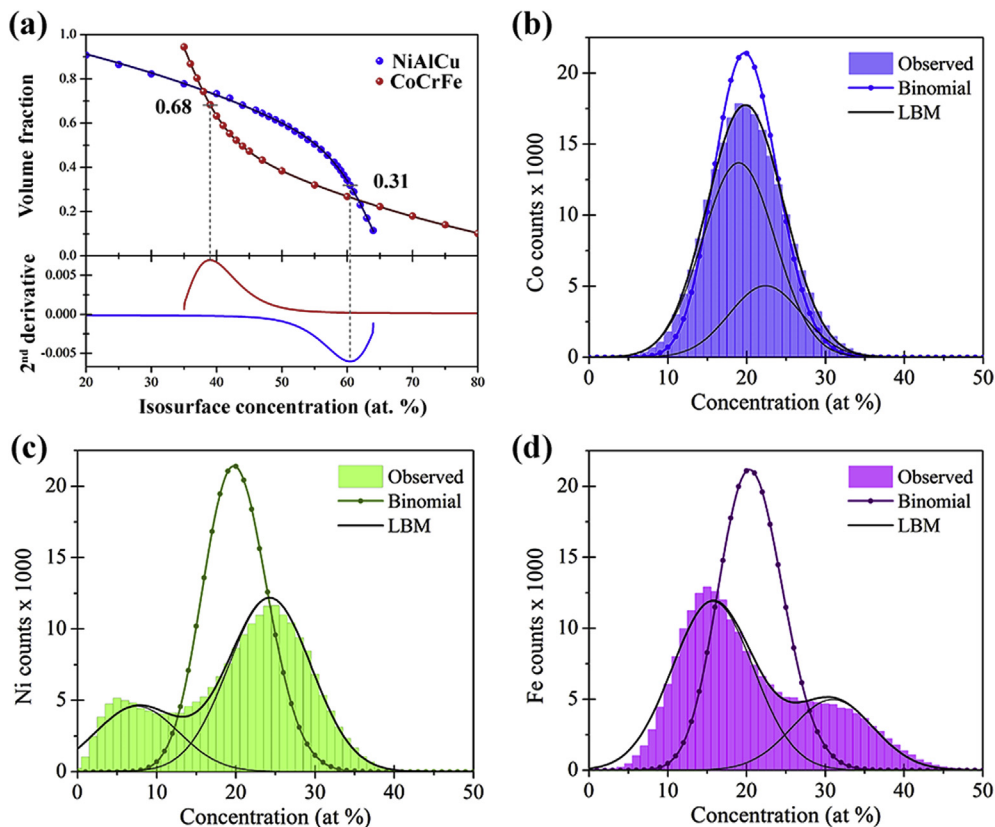 (a)
NiAlCu
CoCrFe
0.68
0.31
Volume fraction
1.0
0.8
0.6
0.4
0.2
0.0
2nd derivative
0.005
0.000
-0.005
20 30 40 50 60 70 80
Isosurface concentration (at. %)
(b)
Observed
Binomial
LBM
Co counts x 1000
20
15
10
5
0
0 10 20 30 40 50
Concentration (at %)
(c)
Observed
Binomial
LBM
Ni counts x 1000
20
15
10
5
0
0 10 20 30 40 50
Concentration (at %)
(d)
Observed
Binomial
LBM
Fe counts x 1000
20
15
10
5
0
0 10 20 30 40 50
Concentration (at %)